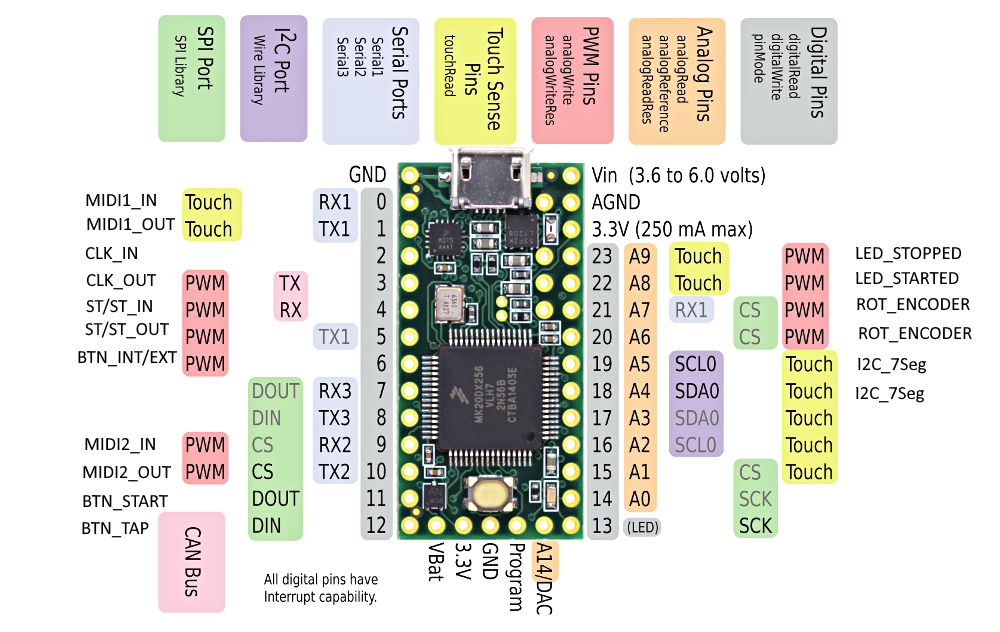 SPI Port
SPI Library
I2C Port
Wire Library
Serial Ports
Serial1
Serial2
Serial3
Touch Sense
Pins
touchRead
PWM Pins
analogWrite
analogWriteRes
Analog Pins
analogRead
analogReference
analogReadRes
Digital Pins
digitalRead
digitalWrite
pinMode
GND Vin (3.6 to 6.0 volts)
MIDI1_IN Touch RX1 0 AGND
MIDI1_OUT Touch TX1 1 3.3V (250 mA max)
CLK_IN 2 23 A9 Touch PWM LED_STOPPED
CLK_OUT PWM TX 3 22 A8 Touch PWM LED_STARTED
ST/ST_IN PWM RX 4 21 A7 RX1 CS PWM ROT_ENCODER
ST/ST_OUT PWM TX1 5 20 A6 CS PWM ROT_ENCODER
BTN_INT/EXT PWM 6 19 A5 SCL0 Touch I2C_7Seg
DOUT RX3 7 18 A4 SDA0 Touch I2C_7Seg
DIN TX3 8 17 A3 SDA0 Touch
MIDI2_IN PWM CS RX2 9 16 A2 SCL0 Touch
MIDI2_OUT PWM CS TX2 10 15 A1 CS Touch
BTN_START DOUT 11 14 A0 SCK
BTN_TAP DIN 12 13 (LED) SCK
MK20DX256
VLH7
2N36B
CTBA1403E
CAN Bus
VBat
3.3V
GND
Program
A14/DAC
All digital pins have
Interrupt capability.